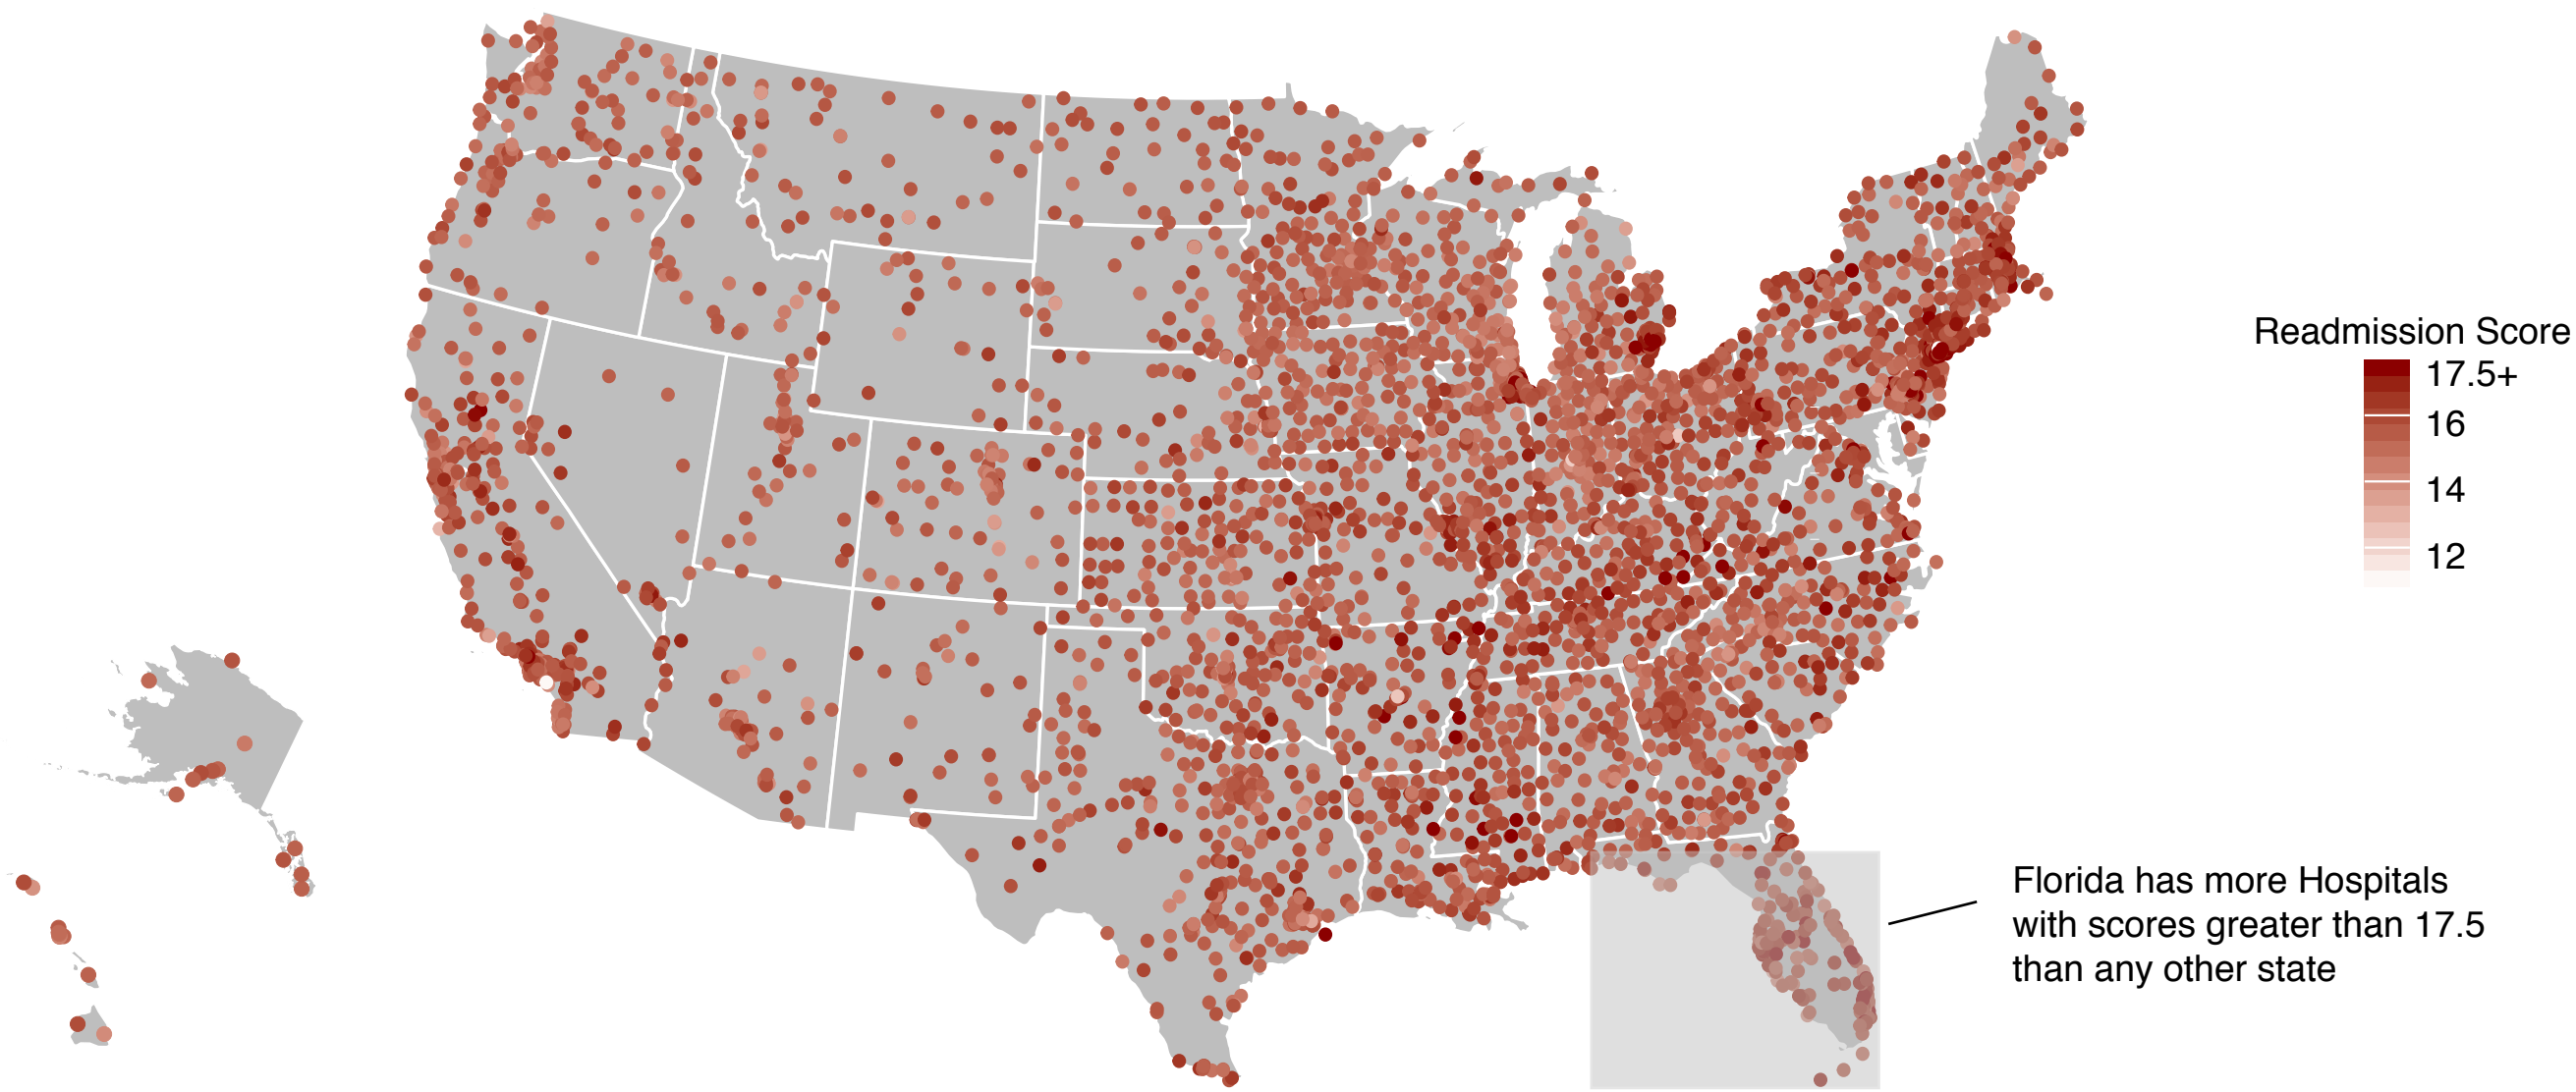 Readmission Score
17.5+
16
14
12
Florida has more Hospitals
with scores greater than 17.5
than any other state